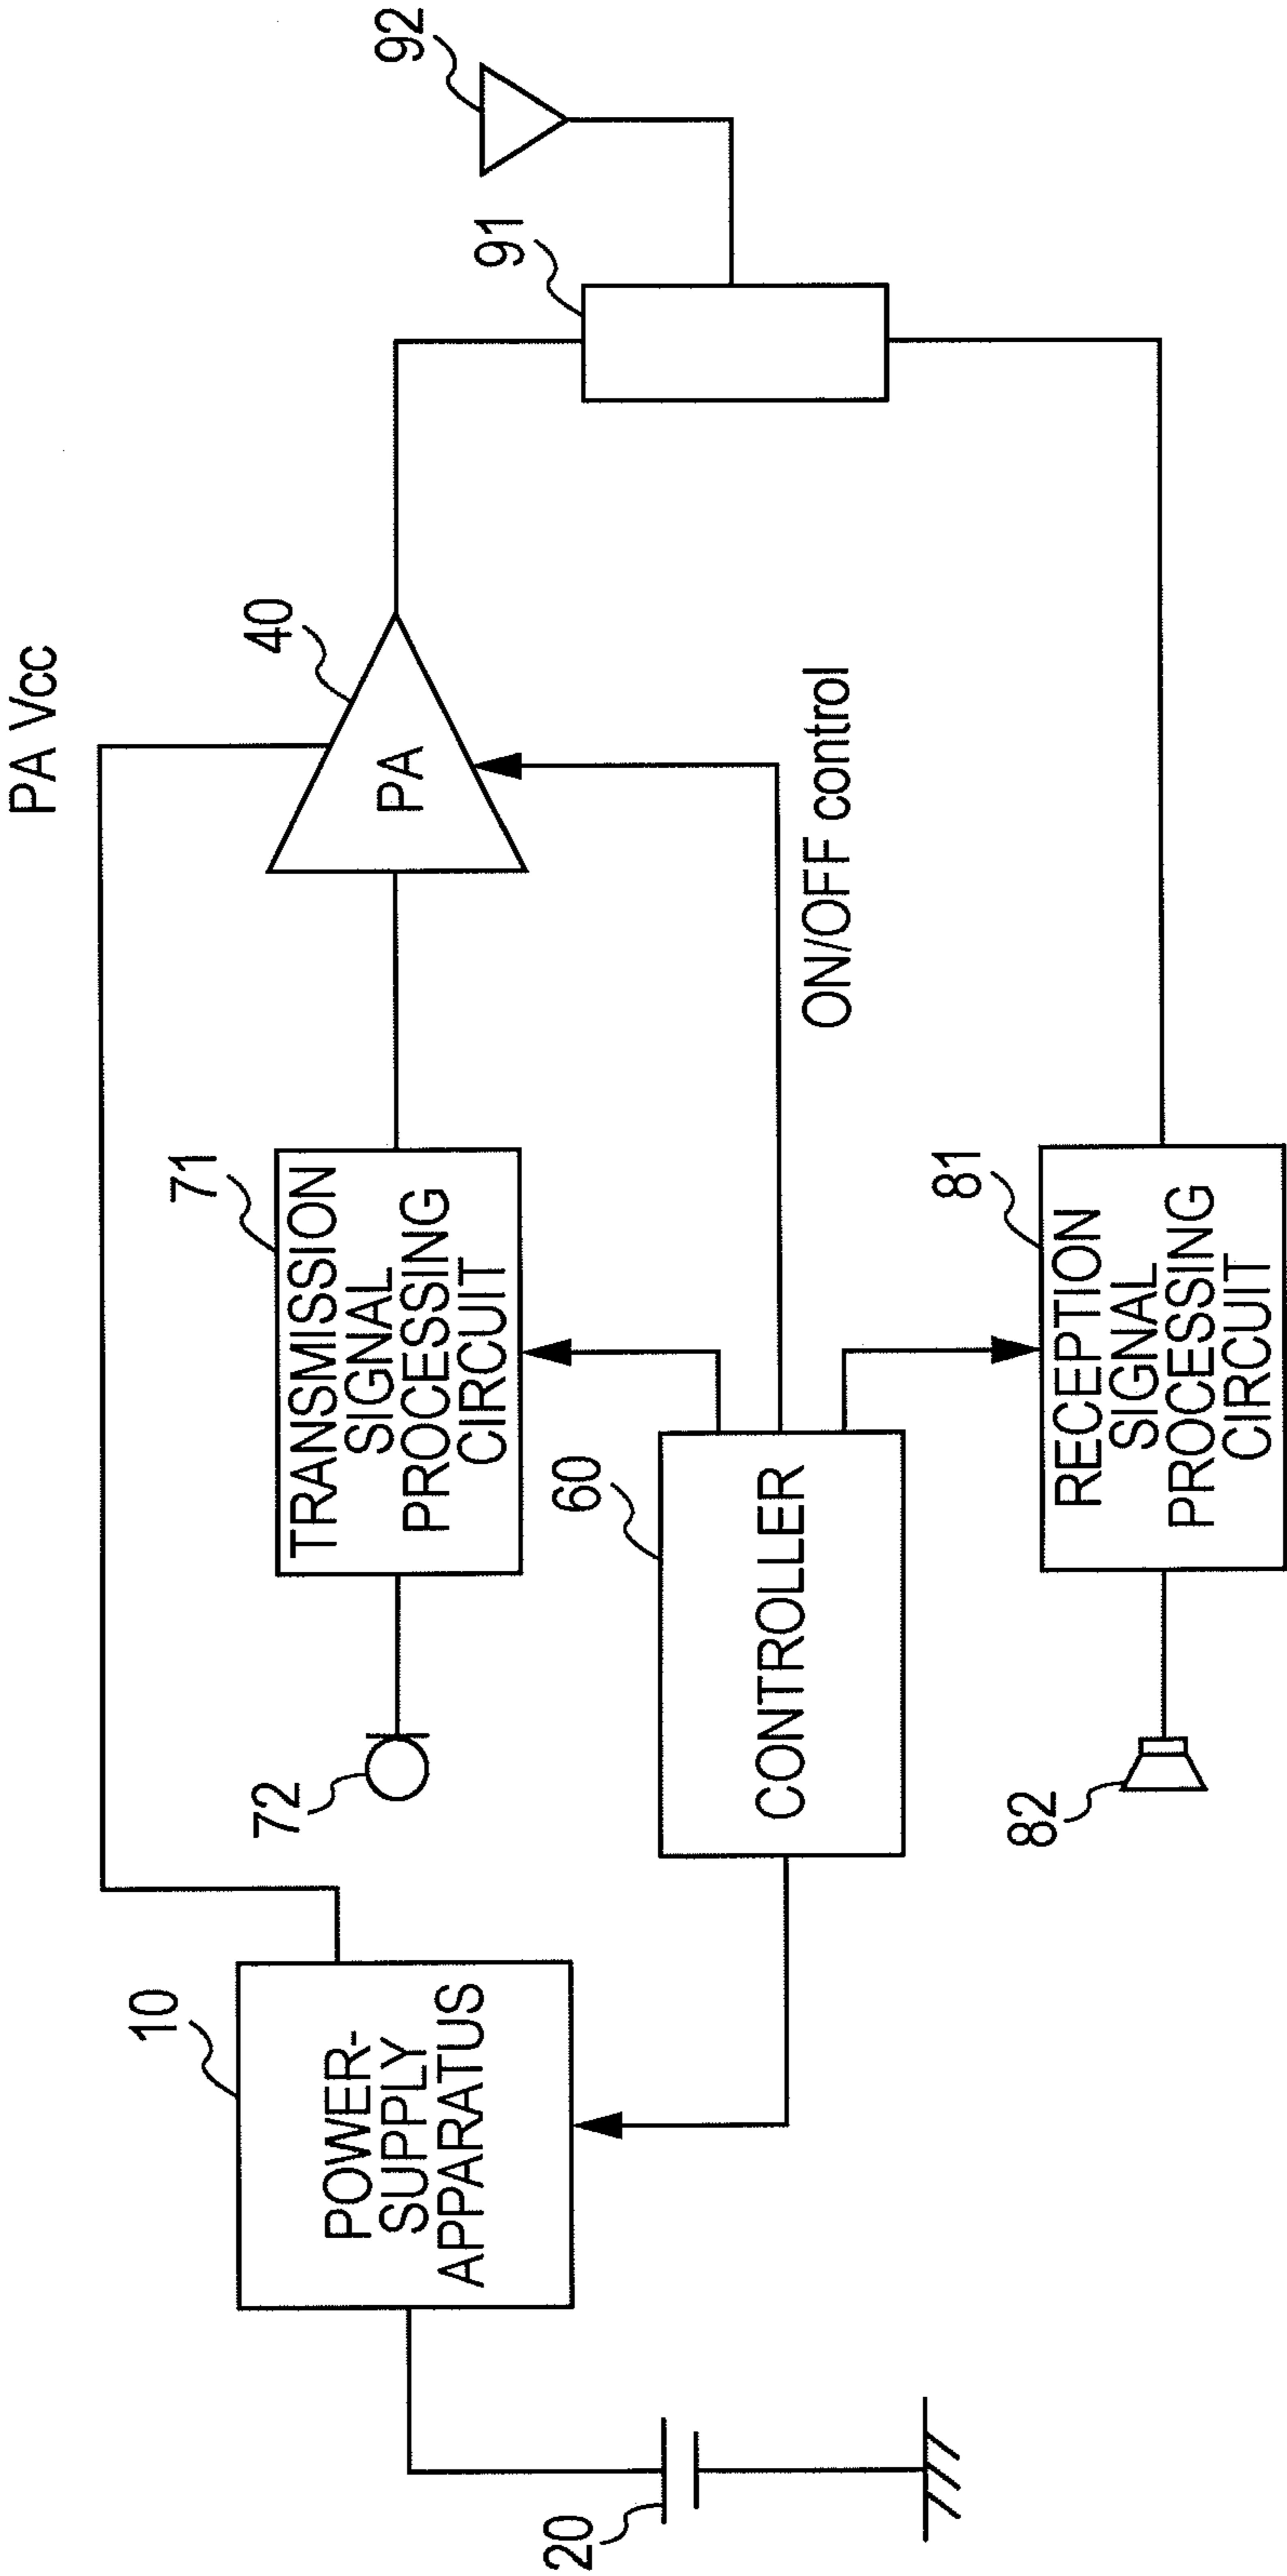 PA Vcc
10
POWER-
SUPPLY
APPARATUS
20
72
71
TRANSMISSION
SIGNAL
PROCESSING
CIRCUIT
40
PA
92
91
60
CONTROLLER
ON/OFF control
82
81
RECEPTION
SIGNAL
PROCESSING
CIRCUIT